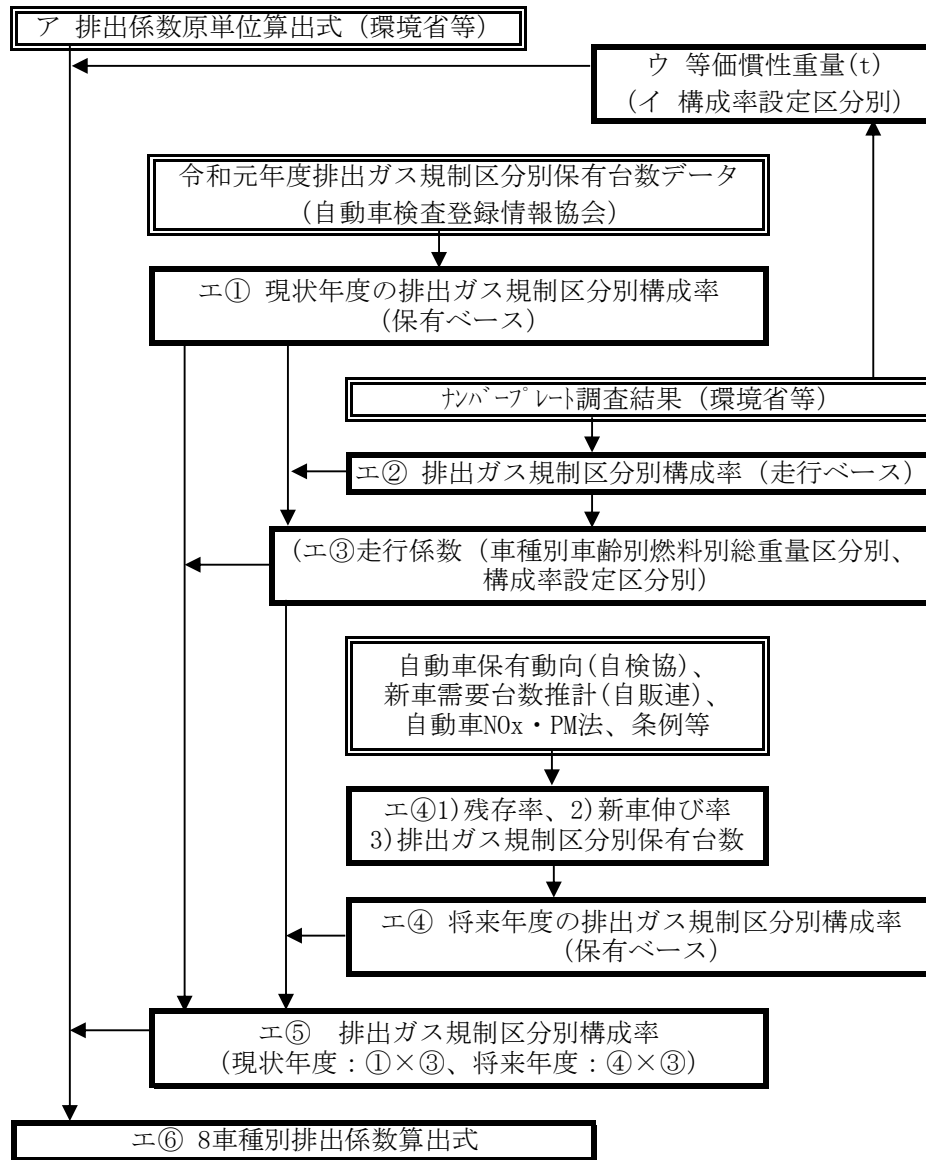 ア 排出係数原単位算出式（環境省等）
ウ 等価慣性重量(t)
(イ 構成率設定区分別)
令和元年度排出ガス規制区分別保有台数データ
(自動車検査登録情報協会)
エ① 現状年度の排出ガス規制区分別構成率
(保有ベース)
ﾅﾝﾊﾞｰﾌﾟﾚｰﾄ調査結果（環境省等）
エ② 排出ガス規制区分別構成率（走行ベース）
(エ③走行係数（車種別車齢別燃料別総重量区分別、
構成率設定区分別)
自動車保有動向(自検協)、
新車需要台数推計(自販連)、
自動車NOx・PM法、条例等
エ④1)残存率、2)新車伸び率
3)排出ガス規制区分別保有台数
エ④ 将来年度の排出ガス規制区分別構成率
(保有ベース)
エ⑤ 排出ガス規制区分別構成率
(現状年度：①×③、将来年度：④×③)
エ⑥ 8車種別排出係数算出式